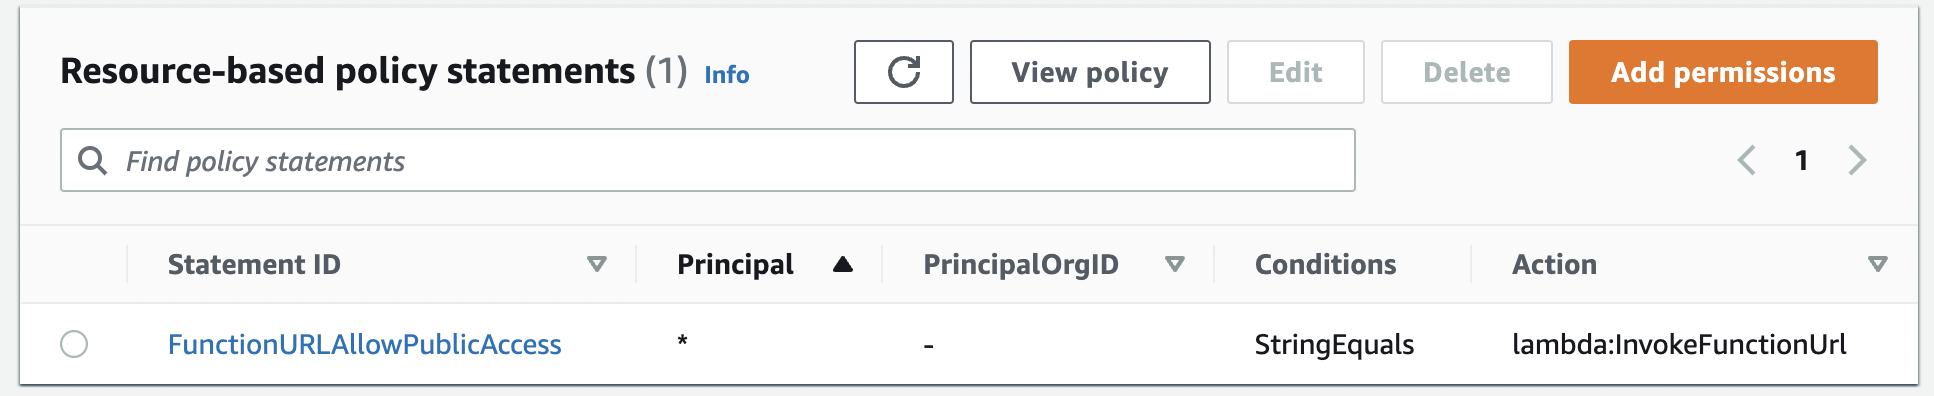 Resource-based policy statements (1) Info
View policy
Edit
Delete
Add permissions
Find policy statements
1
Statement ID
Principal
PrincipalOrgID
Conditions
Action
FunctionURLAllowPublicAccess
*
-
StringEquals
lambda:InvokeFunctionUrl